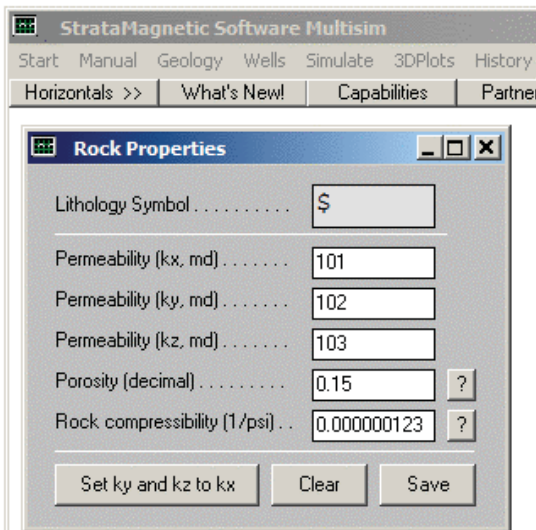 StrataMagnetic Software Multisim
Start Manual Geology Wells Simulate 3DPlots History
Horizontals >> What's New! Capabilities Partne
Rock Properties
Lithology Symbol . . . . . . . . . . $
Permeability (kx, md) . . . . . . . 101
Permeability (ky, md) . . . . . . . 102
Permeability (kz, md) . . . . . . . 103
Porosity (decimal) . . . . . . . . . 0.15 ?
Rock compressibility (1/psi) . . 0.000000123 ?
Set ky and kz to kx Clear Save